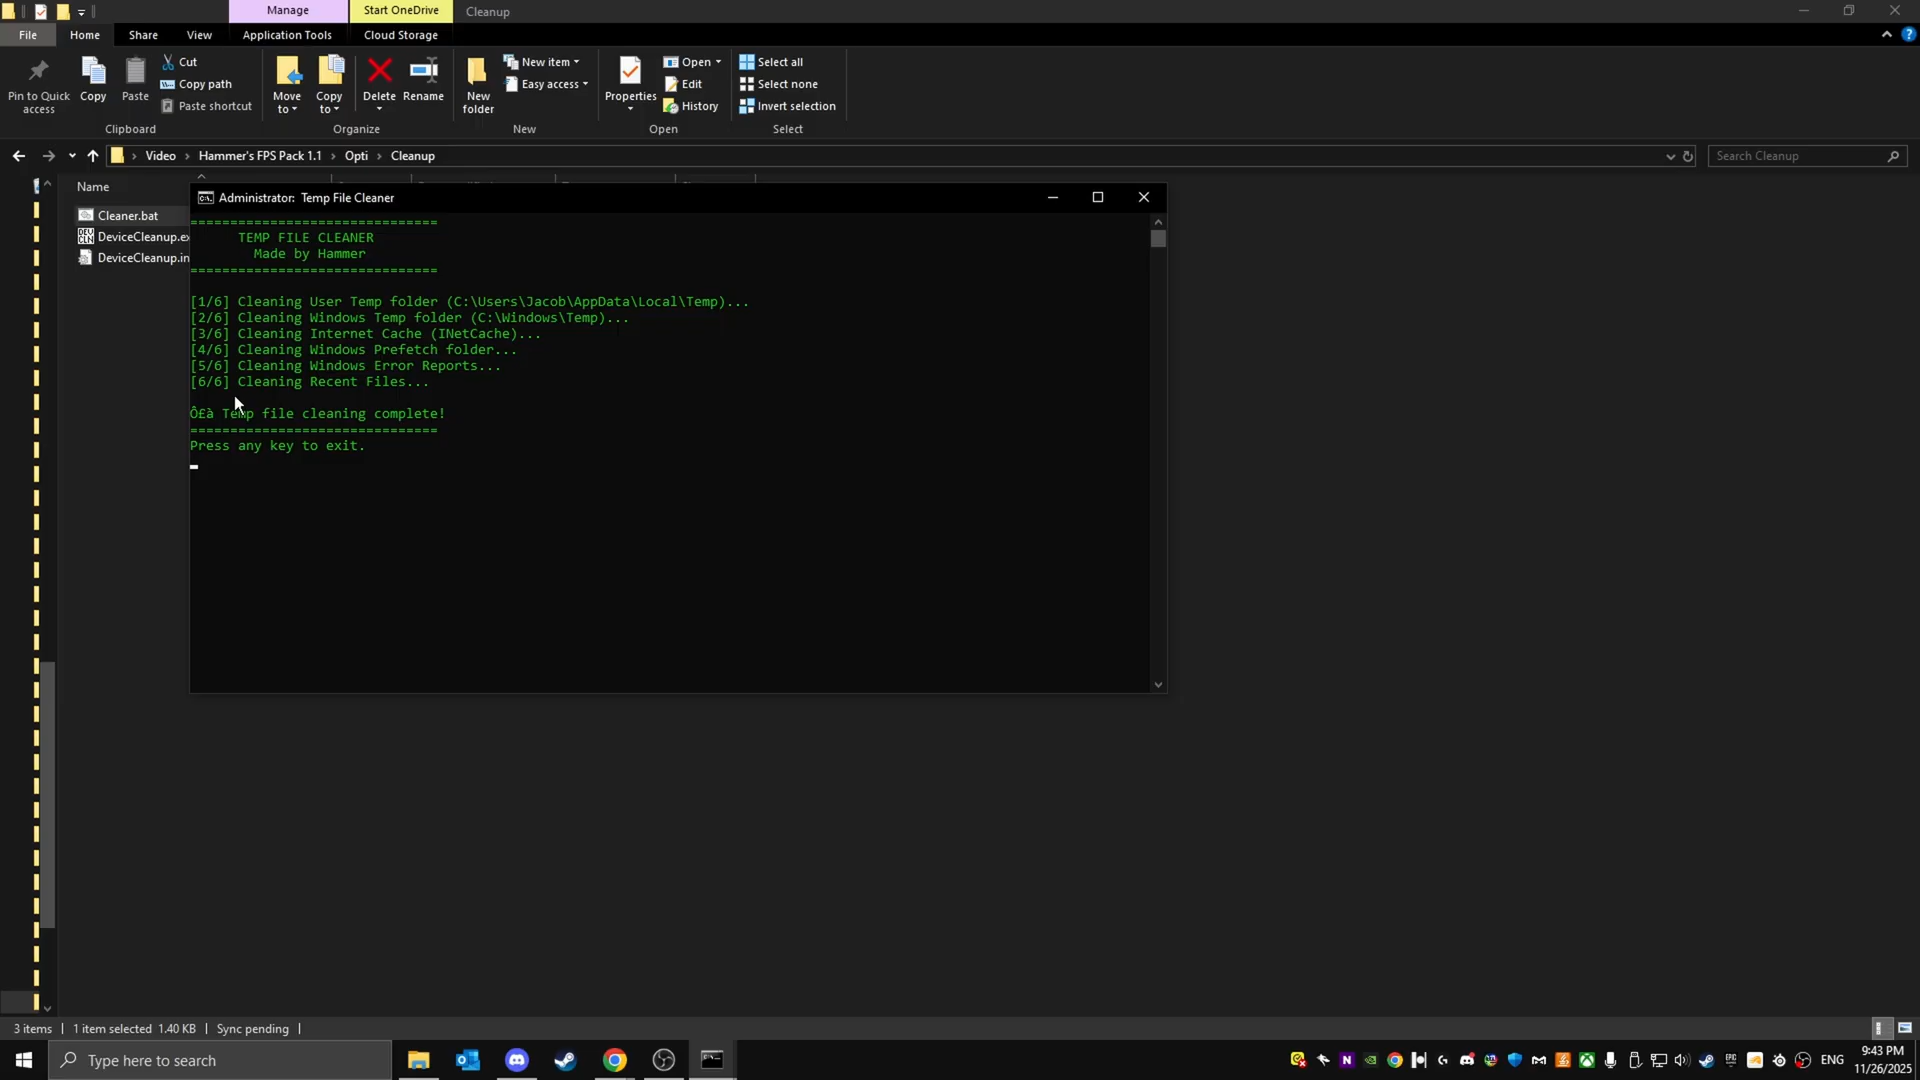 Manage
Start OneDrive
Cleanup
File
Home
Share
View
Application Tools
Cloud Storage
Pin to Quick
access
Copy
Paste
Cut
Copy path
Paste shortcut
Clipboard
Move
to
Copy
to
Delete
Rename
Organize
New
folder
New item
Easy access
New
Properties
Open
Edit
History
Open
Select all
Select none
Invert selection
Select
Video
Hammer's FPS Pack 1.1
Opti
Cleanup
Search Cleanup
Name
Cleaner.bat
DeviceCleanup.ex
DeviceCleanup.in
Administrator: Temp File Cleaner
===============================
TEMP FILE CLEANER
Made by Hammer
===============================
[1/6] Cleaning User Temp folder (C:\Users\Jacob\AppData\Local\Temp)...
[2/6] Cleaning Windows Temp folder (C:\Windows\Temp)...
[3/6] Cleaning Internet Cache (INetCache)...
[4/6] Cleaning Windows Prefetch folder...
[5/6] Cleaning Windows Error Reports...
[6/6] Cleaning Recent Files...
Ô£à Temp file cleaning complete!
===============================
Press any key to exit.
3 items
1 item selected 1.40 KB
Sync pending
Type here to search
ENG
9:43 PM
11/26/2025